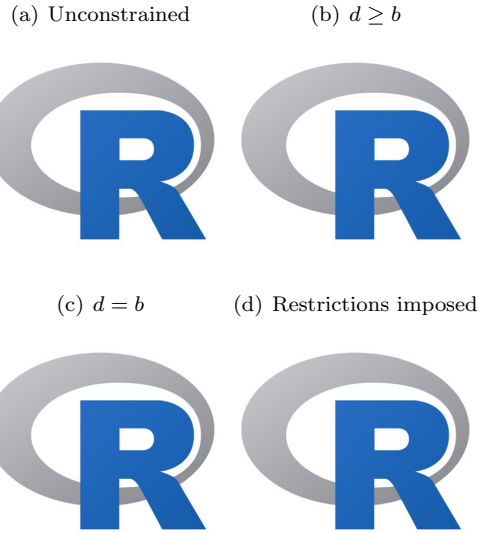 (a) Unconstrained
(b) d ≥ b
R
R
(c) d = b
(d) Restrictions imposed
R
R